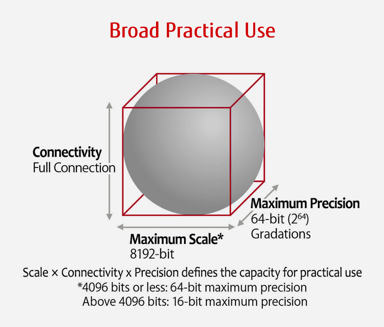 Broad Practical Use
Connectivity
Full Connection
Maximum Precision
64-bit (2⁶⁴)
Gradations
Maximum Scale*
8192-bit
Scale × Connectivity x Precision defines the capacity for practical use
*4096 bits or less: 64-bit maximum precision
Above 4096 bits: 16-bit maximum precision